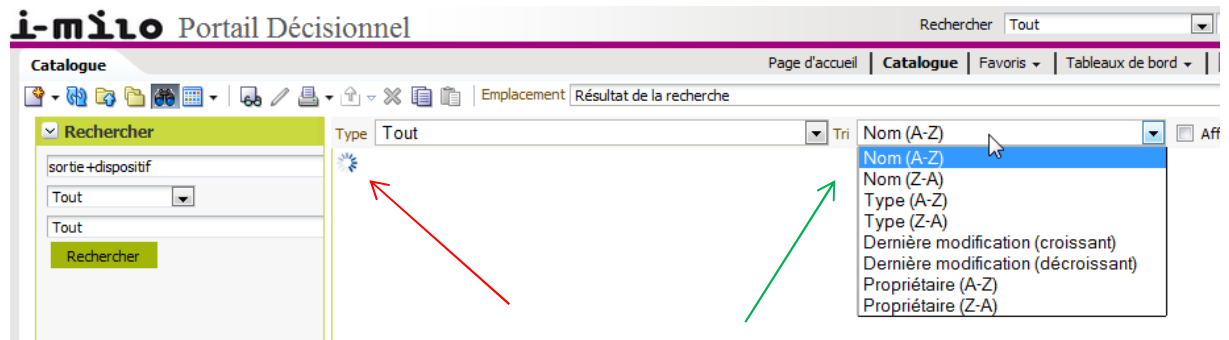 i-milo Portail Décisionnel
Rechercher Tout
Catalogue
Page d'accueil Catalogue Favoris Tableaux de bord
Emplacement Résultat de la recherche
Rechercher
Type Tout Tri Nom (A-Z) Aff
sortie+dispositif
Tout
Tout
Rechercher
Nom (A-Z)
Nom (Z-A)
Type (A-Z)
Type (Z-A)
Dernière modification (croissant)
Dernière modification (décroissant)
Propriétaire (A-Z)
Propriétaire (Z-A)